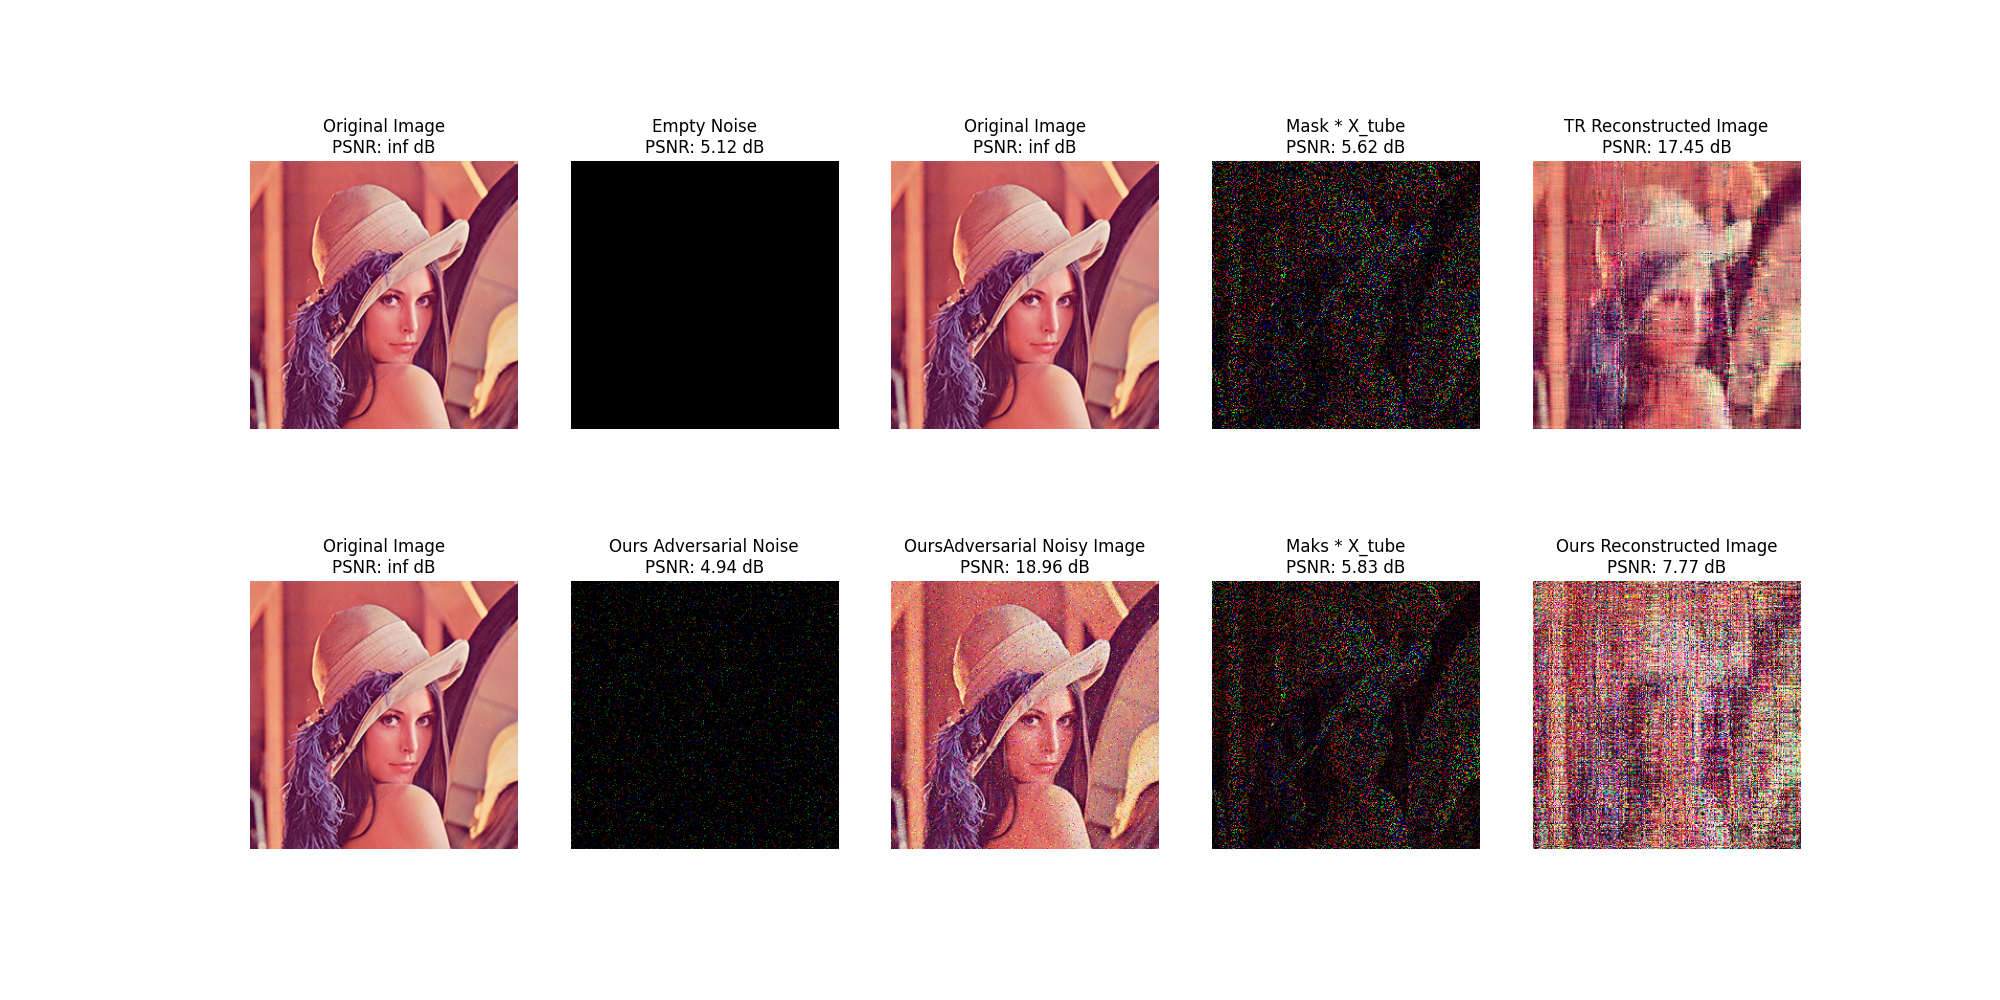 Original Image
PSNR: inf dB
Empty Noise
PSNR: 5.12 dB
Original Image
PSNR: inf dB
Mask * X_tube
PSNR: 5.62 dB
TR Reconstructed Image
PSNR: 17.45 dB
Original Image
PSNR: inf dB
Ours Adversarial Noise
PSNR: 4.94 dB
OursAdversarial Noisy Image
PSNR: 18.96 dB
Maks * X_tube
PSNR: 5.83 dB
Ours Reconstructed Image
PSNR: 7.77 dB